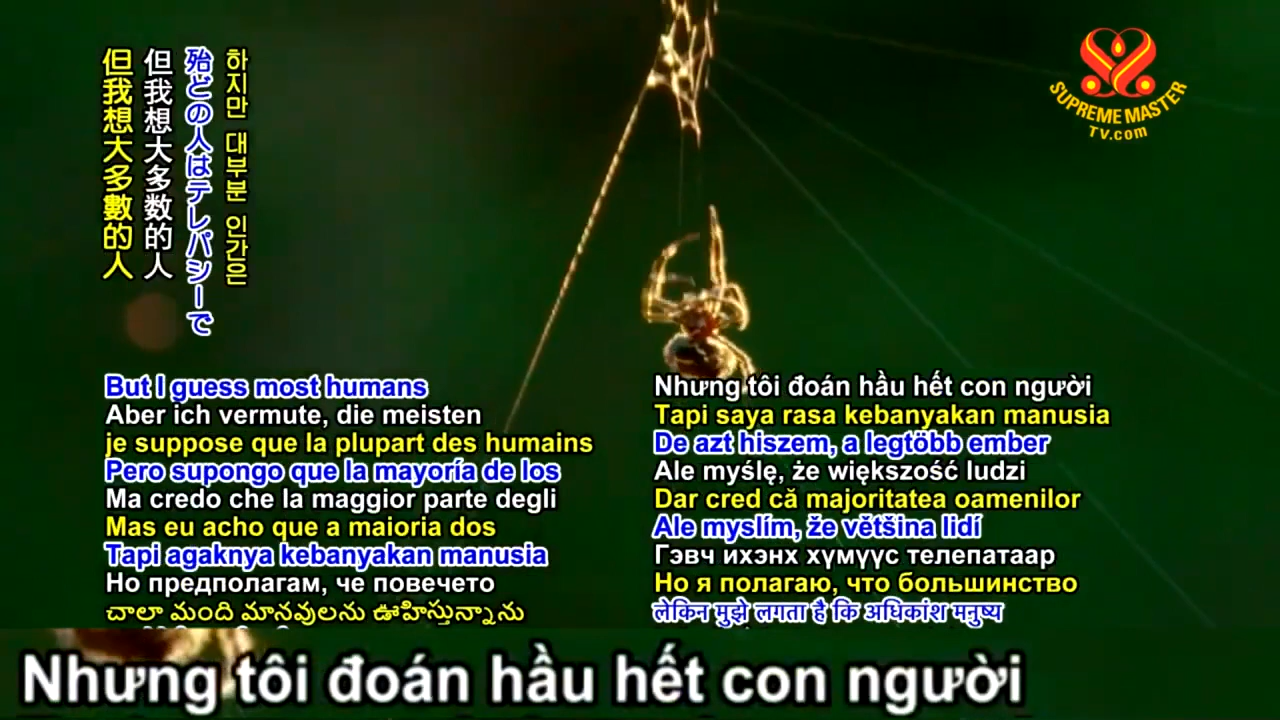 但我想大多數的人
但我想大多数的人
殆どの人はテレパシーで
하지만 대부분 인간은
SUPREME MASTER
TV.com
But I guess most humans
Aber ich vermute, die meisten
je suppose que la plupart des humains
Pero supongo que la mayoría de los
Ma credo che la maggior parte degli
Mas eu acho que a maioria dos
Tapi agaknya kebanyakan manusia
Но предполагам, че повечето
చాలా మంది మానవులను ఊహిస్తున్నాను
Nhưng tôi đoán hầu hết con người
Tapi saya rasa kebanyakan manusia
De azt hiszem, a legtöbb ember
Ale myślę, że większość ludzi
Dar cred că majoritatea oamenilor
Ale myslím, že většina lidí
Гэвч ихэнх хүмүүс телепатаар
Но я полагаю, что большинство
लेकिन मुझे लगता है कि अधिकांश मनुष्य
Nhưng tôi đoán hầu hết con người